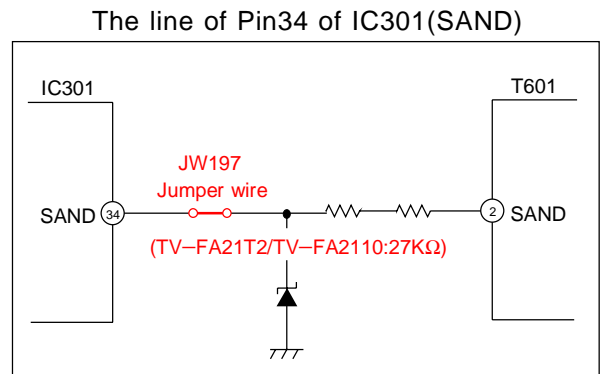 The line of Pin34 of IC301(SAND)
IC301
T601
JW197
Jumper wire
SAND 34
2 SAND
(TV–FA21T2/TV–FA2110:27KΩ)